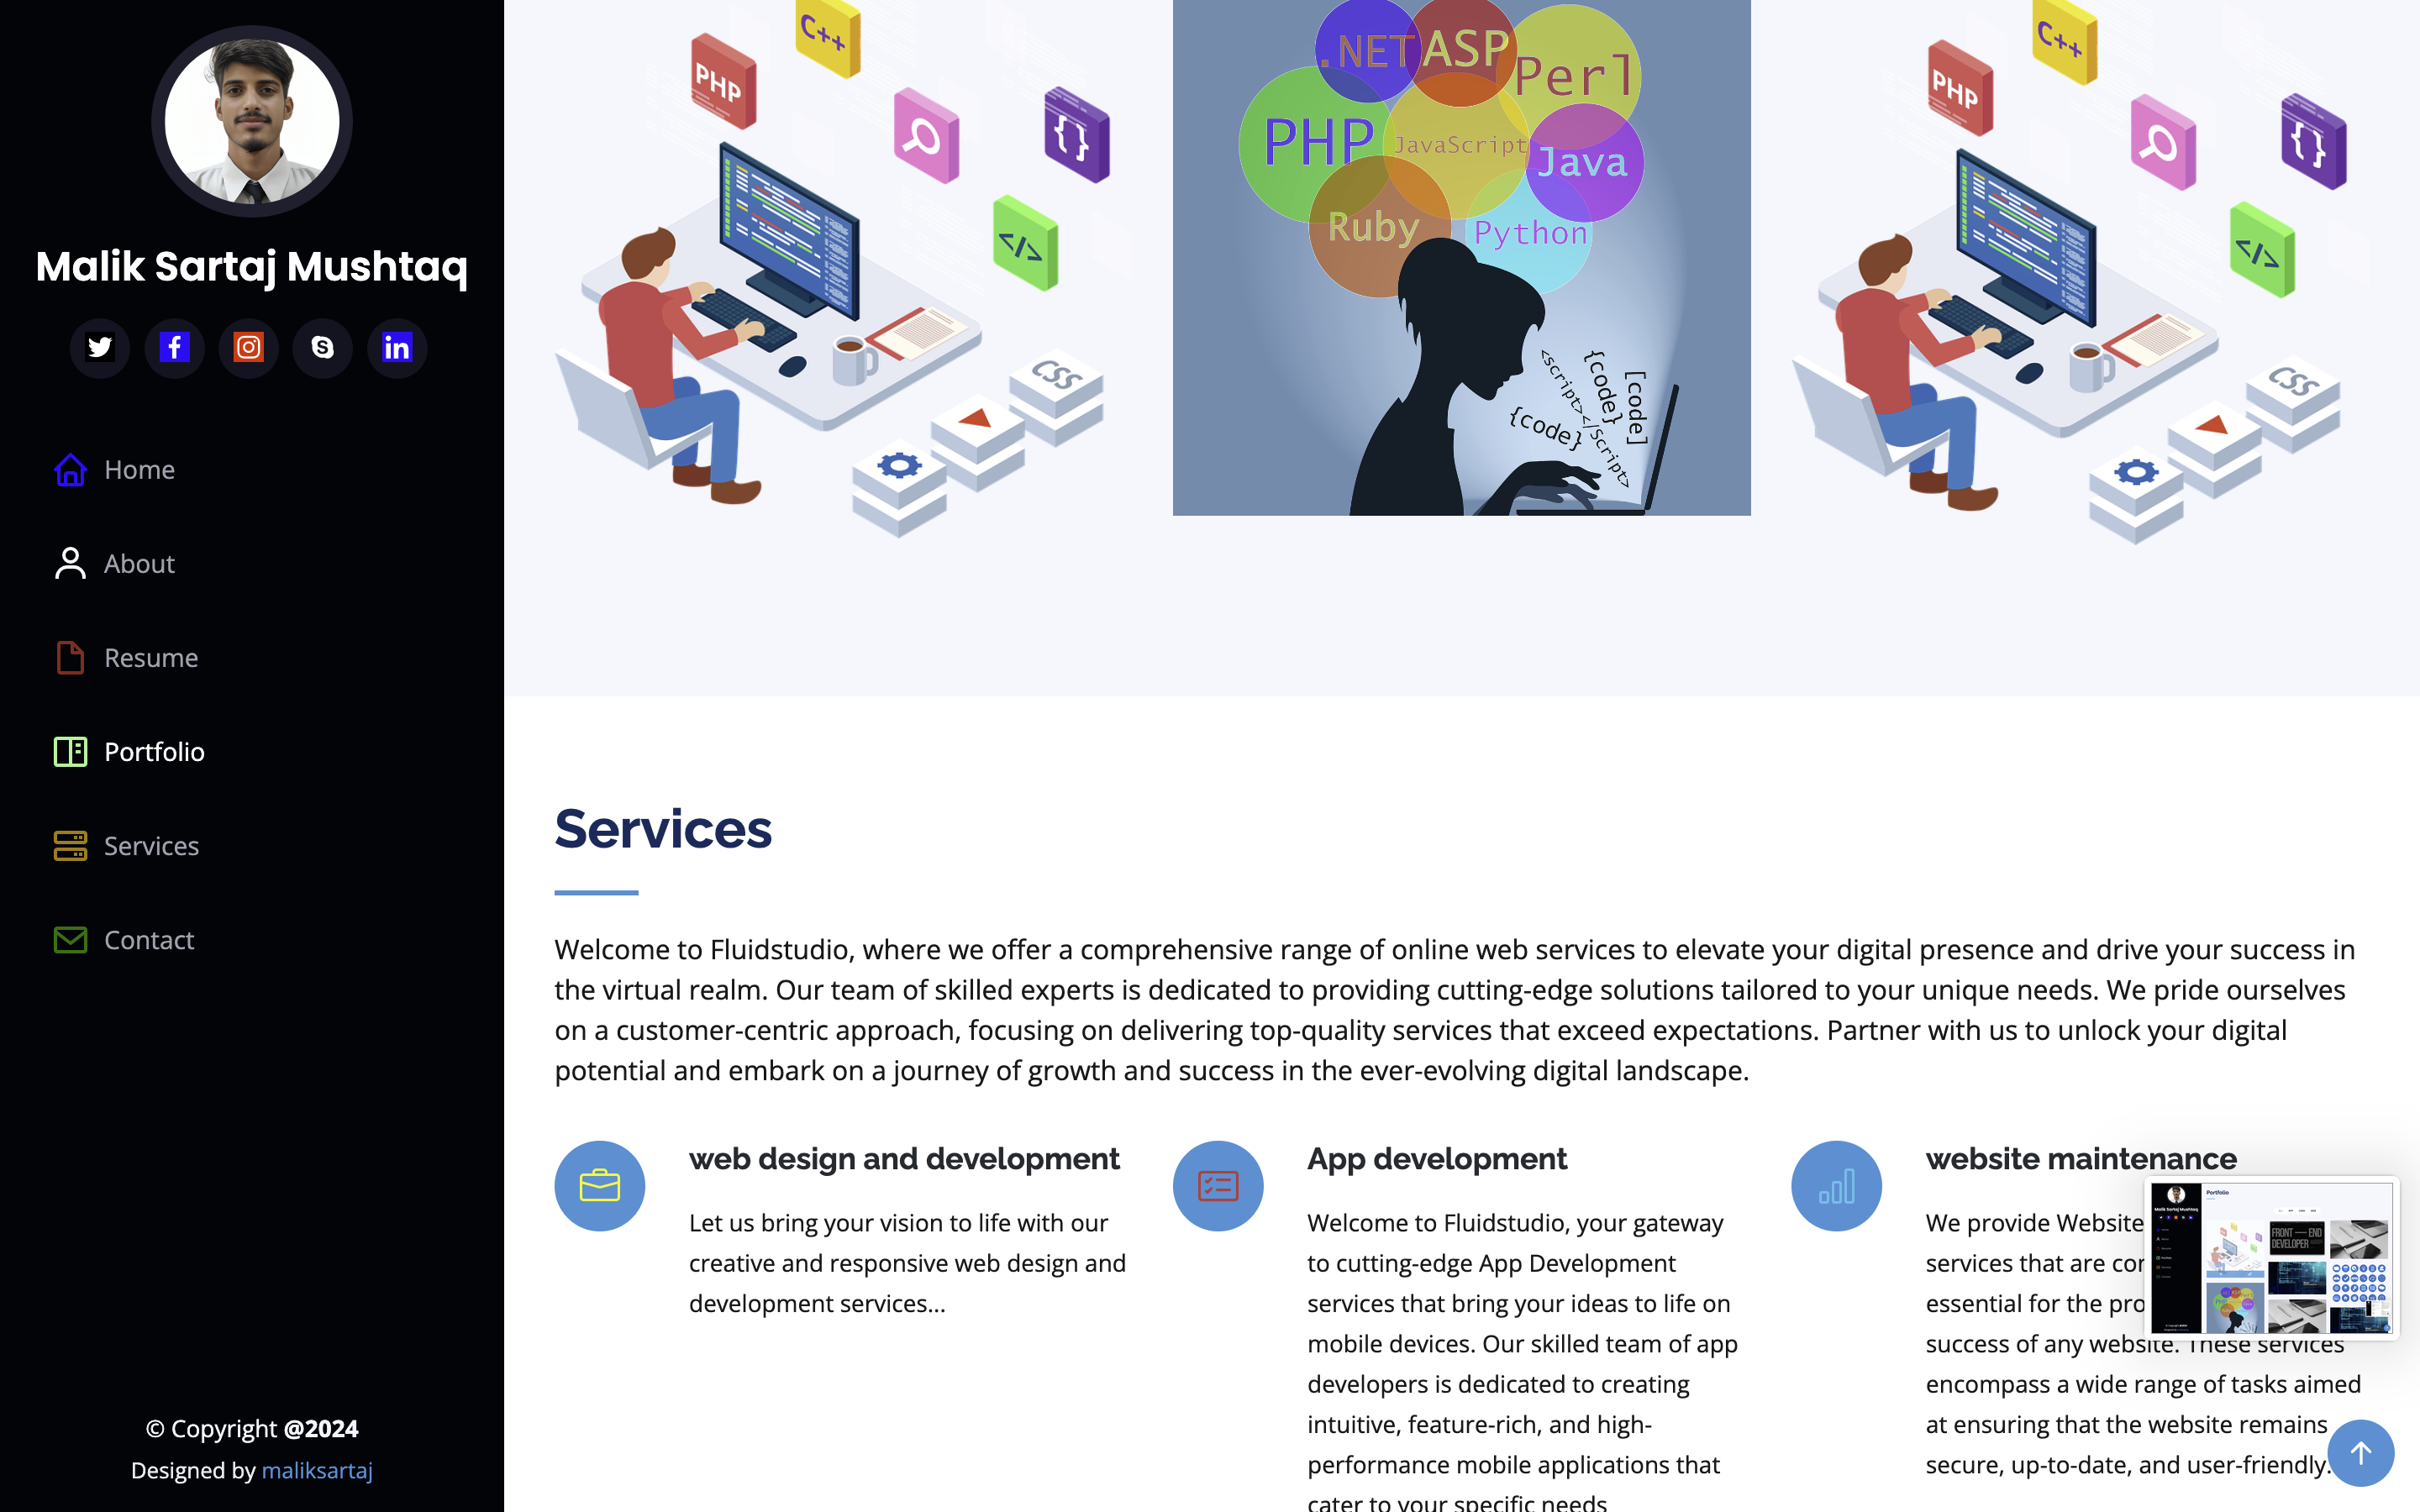 Malik Sartaj Mushtaq
Home
About
Resume
Portfolio
Services
Contact
© Copyright @2024
Designed by maliksartaj
C++
PHP
{}
</>
CSS
.NET
ASP
Perl
PHP
JavaScript
Java
Ruby
Python
<script></Script>
{code}
[code]
{code}
C++
PHP
{}
</>
CSS
Services
Welcome to Fluidstudio, where we offer a comprehensive range of online web services to elevate your digital presence and drive your success in
the virtual realm. Our team of skilled experts is dedicated to providing cutting-edge solutions tailored to your unique needs. We pride ourselves
on a customer-centric approach, focusing on delivering top-quality services that exceed expectations. Partner with us to unlock your digital
potential and embark on a journey of growth and success in the ever-evolving digital landscape.
web design and development
Let us bring your vision to life with our
creative and responsive web design and
development services...
App development
Welcome to Fluidstudio, your gateway
to cutting-edge App Development
services that bring your ideas to life on
mobile devices. Our skilled team of app
developers is dedicated to creating
intuitive, feature-rich, and high-
performance mobile applications that
cater to your specific needs
website maintenance
We provide Website
services that are
essential for the
success of any website. These services
encompass a wide range of tasks aimed
at ensuring that the website remains
secure, up-to-date, and user-friendly.
Malik Sartaj Mushtaq
Portfolio
FRONT END
DEVELOPER